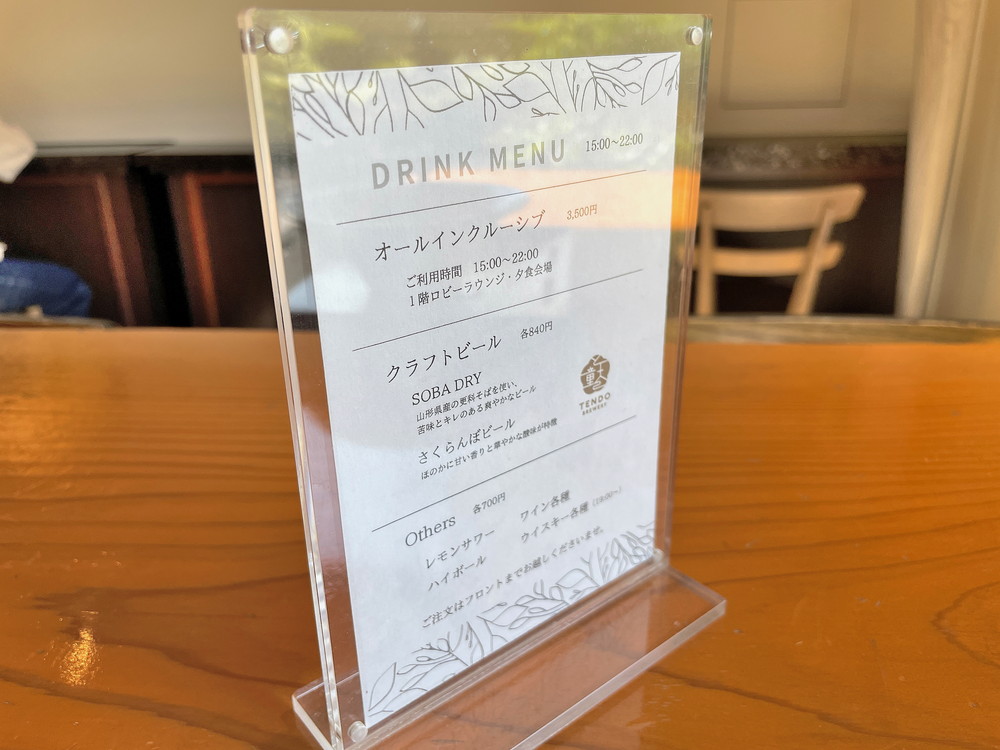 DRINK MENU 15:00～22:00
オールインクルーシブ 3,500円
ご利用時間 15:00～22:00
1階ロビーラウンジ・夕食会場
クラフトビール 各840円
SOBA DRY
山形県産の更科そばを使い、
苦味とキレのある爽やかなビール
さくらんぼビール
ほのかに甘い香りと華やかな酸味が特徴
TENDO
BREWERY
Others 各700円
レモンサワー ワイン各種
ハイボール ウイスキー各種 (19:00～)
ご注文はフロントまでお越しくださいませ。